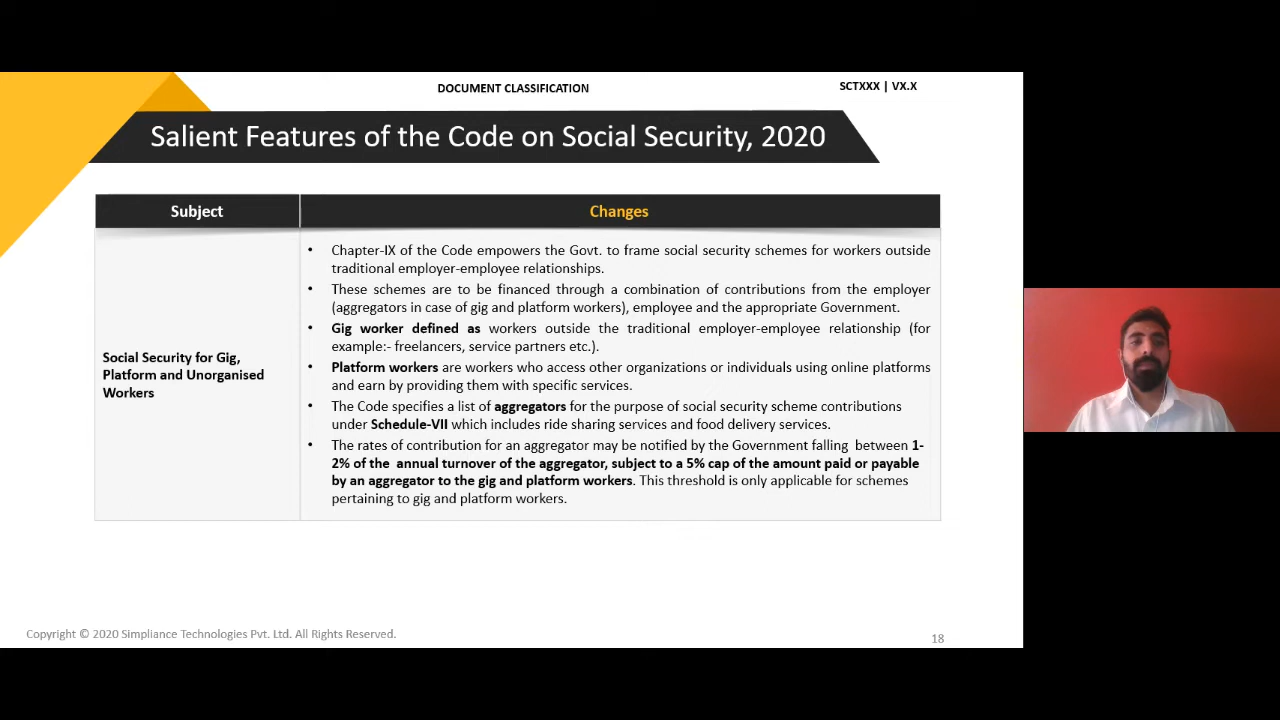 DOCUMENT CLASSIFICATION
SCTXXX | VX.X
Salient Features of the Code on Social Security, 2020
Subject
Changes
Social Security for Gig,
Platform and Unorganised
Workers
• Chapter-IX of the Code empowers the Govt. to frame social security schemes for workers outside
traditional employer-employee relationships.
• These schemes are to be financed through a combination of contributions from the employer
(aggregators in case of gig and platform workers), employee and the appropriate Government.
• Gig worker defined as workers outside the traditional employer-employee relationship (for
example:- freelancers, service partners etc.).
• Platform workers are workers who access other organizations or individuals using online platforms
and earn by providing them with specific services.
• The Code specifies a list of aggregators for the purpose of social security scheme contributions
under Schedule-VII which includes ride sharing services and food delivery services.
• The rates of contribution for an aggregator may be notified by the Government falling between 1-
2% of the annual turnover of the aggregator, subject to a 5% cap of the amount paid or payable
by an aggregator to the gig and platform workers. This threshold is only applicable for schemes
pertaining to gig and platform workers.
Copyright © 2020 Simpliance Technologies Pvt. Ltd. All Rights Reserved.
18